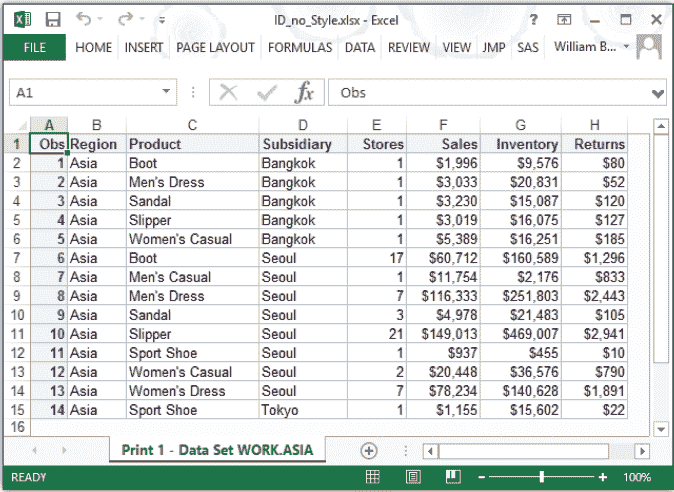 ID_no_Style.xlsx - Excel
FILE HOME INSERT PAGE LAYOUT FORMULAS DATA REVIEW VIEW JMP SAS William B...
A1 fx Obs
A B C D E F G H
1 Obs Region Product Subsidiary Stores Sales Inventory Returns
2 1 Asia Boot Bangkok 1 $1,996 $9,576 $80
3 2 Asia Men's Dress Bangkok 1 $3,033 $20,831 $52
4 3 Asia Sandal Bangkok 1 $3,230 $15,087 $120
5 4 Asia Slipper Bangkok 1 $3,019 $16,075 $127
6 5 Asia Women's Casual Bangkok 1 $5,389 $16,251 $185
7 6 Asia Boot Seoul 17 $60,712 $160,589 $1,296
8 7 Asia Men's Casual Seoul 1 $11,754 $2,176 $833
9 8 Asia Men's Dress Seoul 7 $116,333 $251,803 $2,443
10 9 Asia Sandal Seoul 3 $4,978 $21,483 $105
11 10 Asia Slipper Seoul 21 $149,013 $469,007 $2,941
12 11 Asia Sport Shoe Seoul 1 $937 $455 $10
13 12 Asia Women's Casual Seoul 2 $20,448 $36,576 $790
14 13 Asia Women's Dress Seoul 7 $78,234 $140,628 $1,891
15 14 Asia Sport Shoe Tokyo 1 $1,155 $15,602 $22
16
Print 1 - Data Set WORK.ASIA
READY 100%